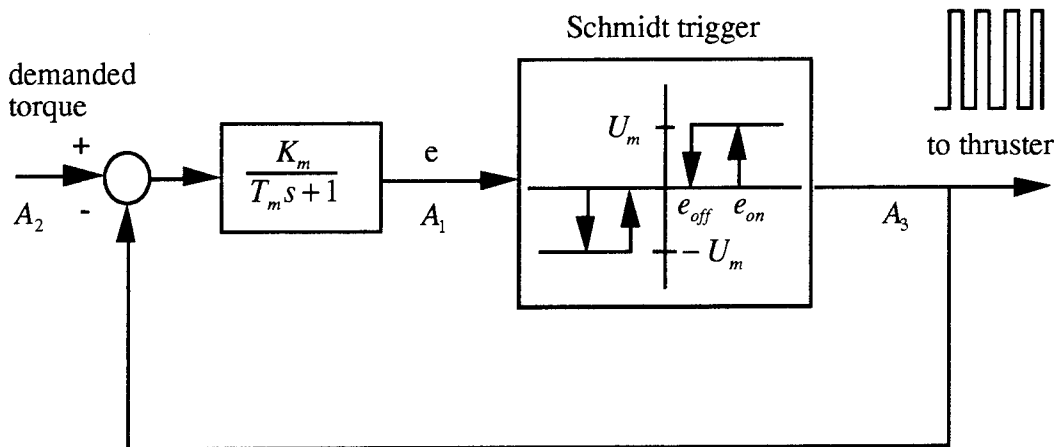 Schmidt trigger
demanded
torque
to thruster
+
-
A_2
K_m
T_m s + 1
e
A_1
U_m
e_off e_on
- U_m
A_3